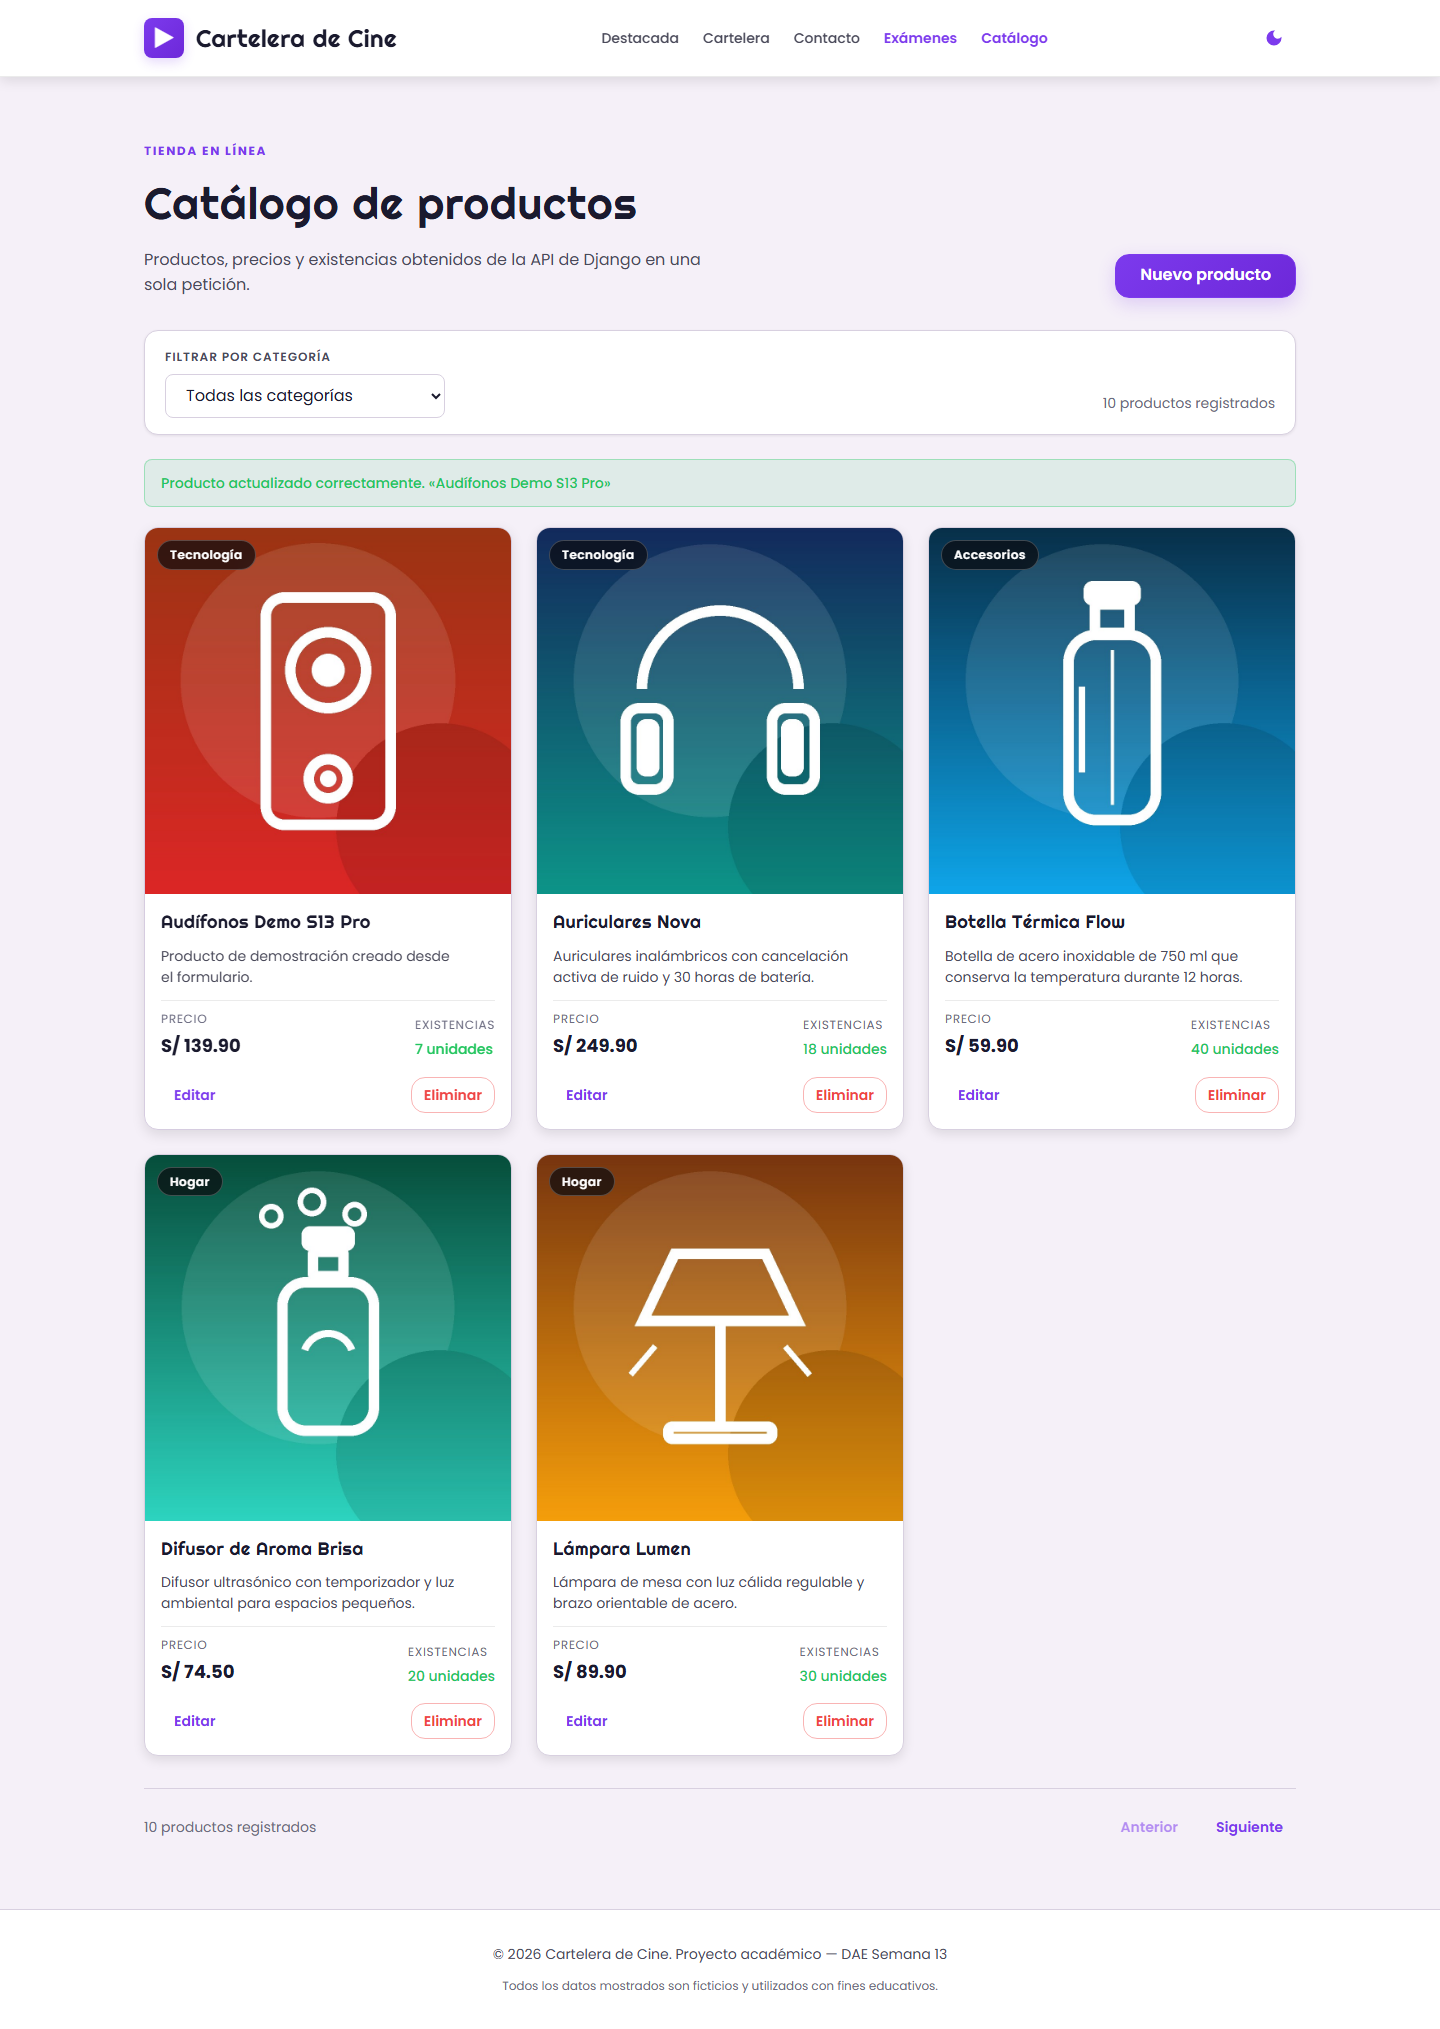 Cartelera de Cine
Destacada
Cartelera
Contacto
Exámenes
Catálogo
TIENDA EN LÍNEA
Catálogo de productos
Productos, precios y existencias obtenidos de la API de Django en una
sola petición.
Nuevo producto
FILTRAR POR CATEGORÍA
Todas las categorías
10 productos registrados
Producto actualizado correctamente. «Audífonos Demo S13 Pro»
Tecnología
Audífonos Demo S13 Pro
Producto de demostración creado desde
el formulario.
PRECIO
S/ 139.90
EXISTENCIAS
7 unidades
Editar
Eliminar
Tecnología
Auriculares Nova
Auriculares inalámbricos con cancelación
activa de ruido y 30 horas de batería.
PRECIO
S/ 249.90
EXISTENCIAS
18 unidades
Editar
Eliminar
Accesorios
Botella Térmica Flow
Botella de acero inoxidable de 750 ml que
conserva la temperatura durante 12 horas.
PRECIO
S/ 59.90
EXISTENCIAS
40 unidades
Editar
Eliminar
Hogar
Difusor de Aroma Brisa
Difusor ultrasónico con temporizador y luz
ambiental para espacios pequeños.
PRECIO
S/ 74.50
EXISTENCIAS
20 unidades
Editar
Eliminar
Hogar
Lámpara Lumen
Lámpara de mesa con luz cálida regulable y
brazo orientable de acero.
PRECIO
S/ 89.90
EXISTENCIAS
30 unidades
Editar
Eliminar
10 productos registrados
Anterior
Siguiente
© 2026 Cartelera de Cine. Proyecto académico — DAE Semana 13
Todos los datos mostrados son ficticios y utilizados con fines educativos.